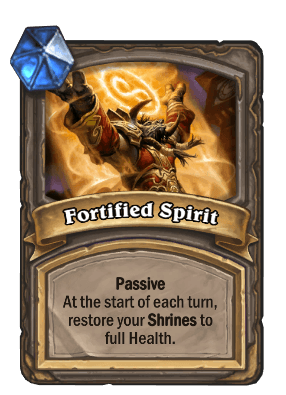 Fortified Spirit
Passive
At the start of each turn,
restore your Shrines to
full Health.